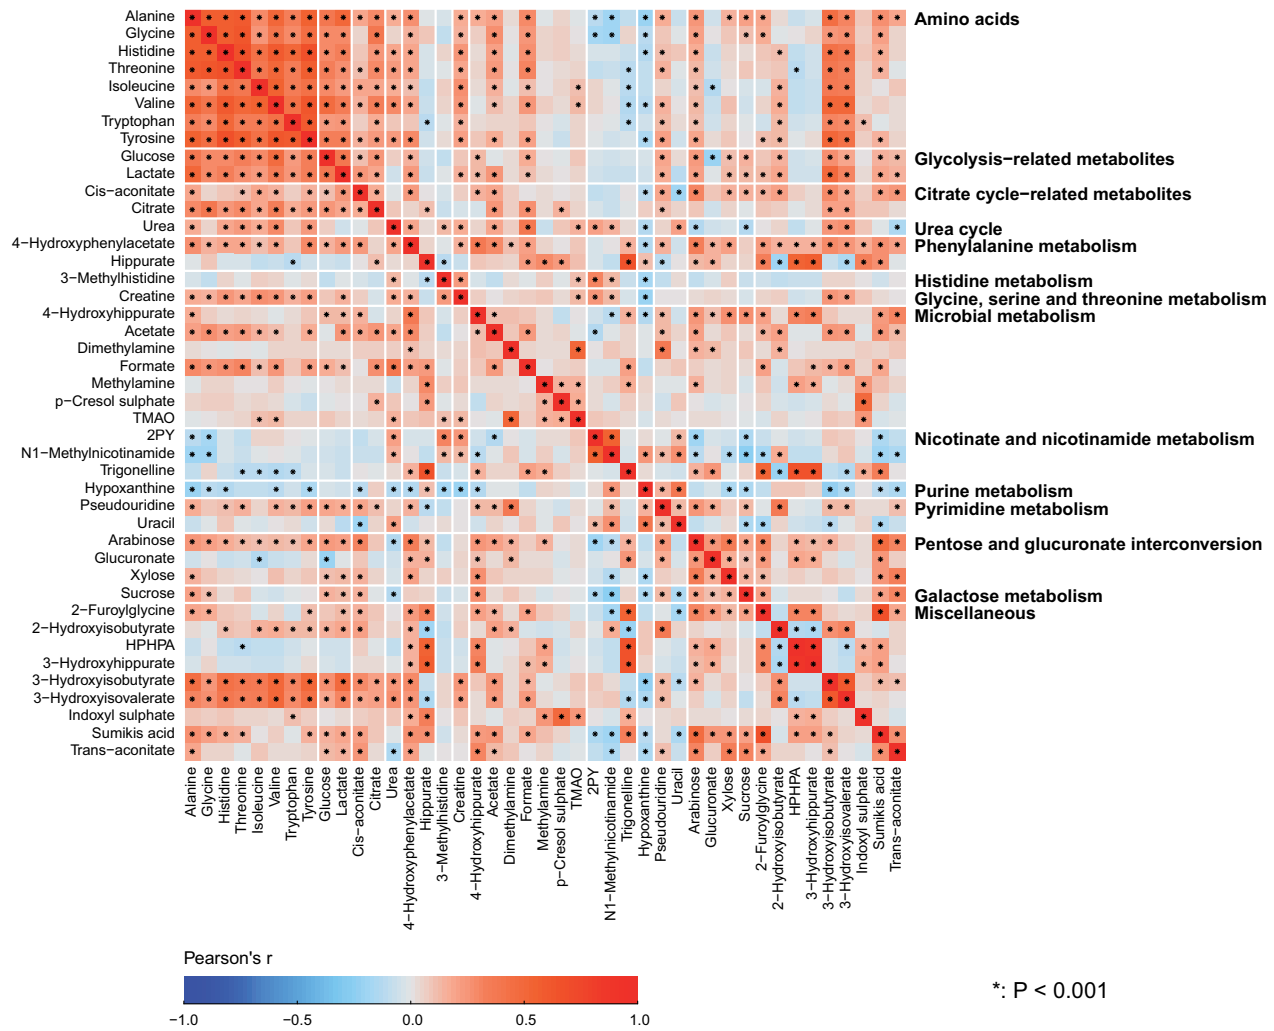 Alanine
Amino acids
Glycine
Histidine
Threonine
Isoleucine
Valine
Tryptophan
Tyrosine
Glucose
Glycolysis−related metabolites
Lactate
Cis−aconitate
Citrate cycle−related metabolites
Citrate
Urea
Urea cycle
4−Hydroxyphenylacetate
Phenylalanine metabolism
Hippurate
3−Methylhistidine
Histidine metabolism
Creatine
Glycine, serine and threonine metabolism
4−Hydroxyhippurate
Microbial metabolism
Acetate
Dimethylamine
Formate
Methylamine
p−Cresol sulphate
TMAO
2PY
Nicotinate and nicotinamide metabolism
N1−Methylnicotinamide
Trigonelline
Hypoxanthine
Purine metabolism
Pseudouridine
Pyrimidine metabolism
Uracil
Arabinose
Pentose and glucuronate interconversion
Glucuronate
Xylose
Sucrose
Galactose metabolism
2−Furoylglycine
Miscellaneous
2−Hydroxyisobutyrate
HPHPA
3−Hydroxyhippurate
3−Hydroxyisobutyrate
3−Hydroxyisovalerate
Indoxyl sulphate
Sumikis acid
Trans−aconitate
Alanine
Glycine
Histidine
Threonine
Isoleucine
Valine
Tryptophan
Tyrosine
Glucose
Lactate
Cis−aconitate
Citrate
Urea
4−Hydroxyphenylacetate
Hippurate
3−Methylhistidine
Creatine
4−Hydroxyhippurate
Acetate
Dimethylamine
Formate
Methylamine
p−Cresol sulphate
TMAO
2PY
N1−Methylnicotinamide
Trigonelline
Hypoxanthine
Pseudouridine
Uracil
Arabinose
Glucuronate
Xylose
Sucrose
2−Furoylglycine
2−Hydroxyisobutyrate
HPHPA
3−Hydroxyhippurate
3−Hydroxyisobutyrate
3−Hydroxyisovalerate
Indoxyl sulphate
Sumikis acid
Trans−aconitate
Pearson's r
−1.0 −0.5 0.0 0.5 1.0
*: P < 0.001